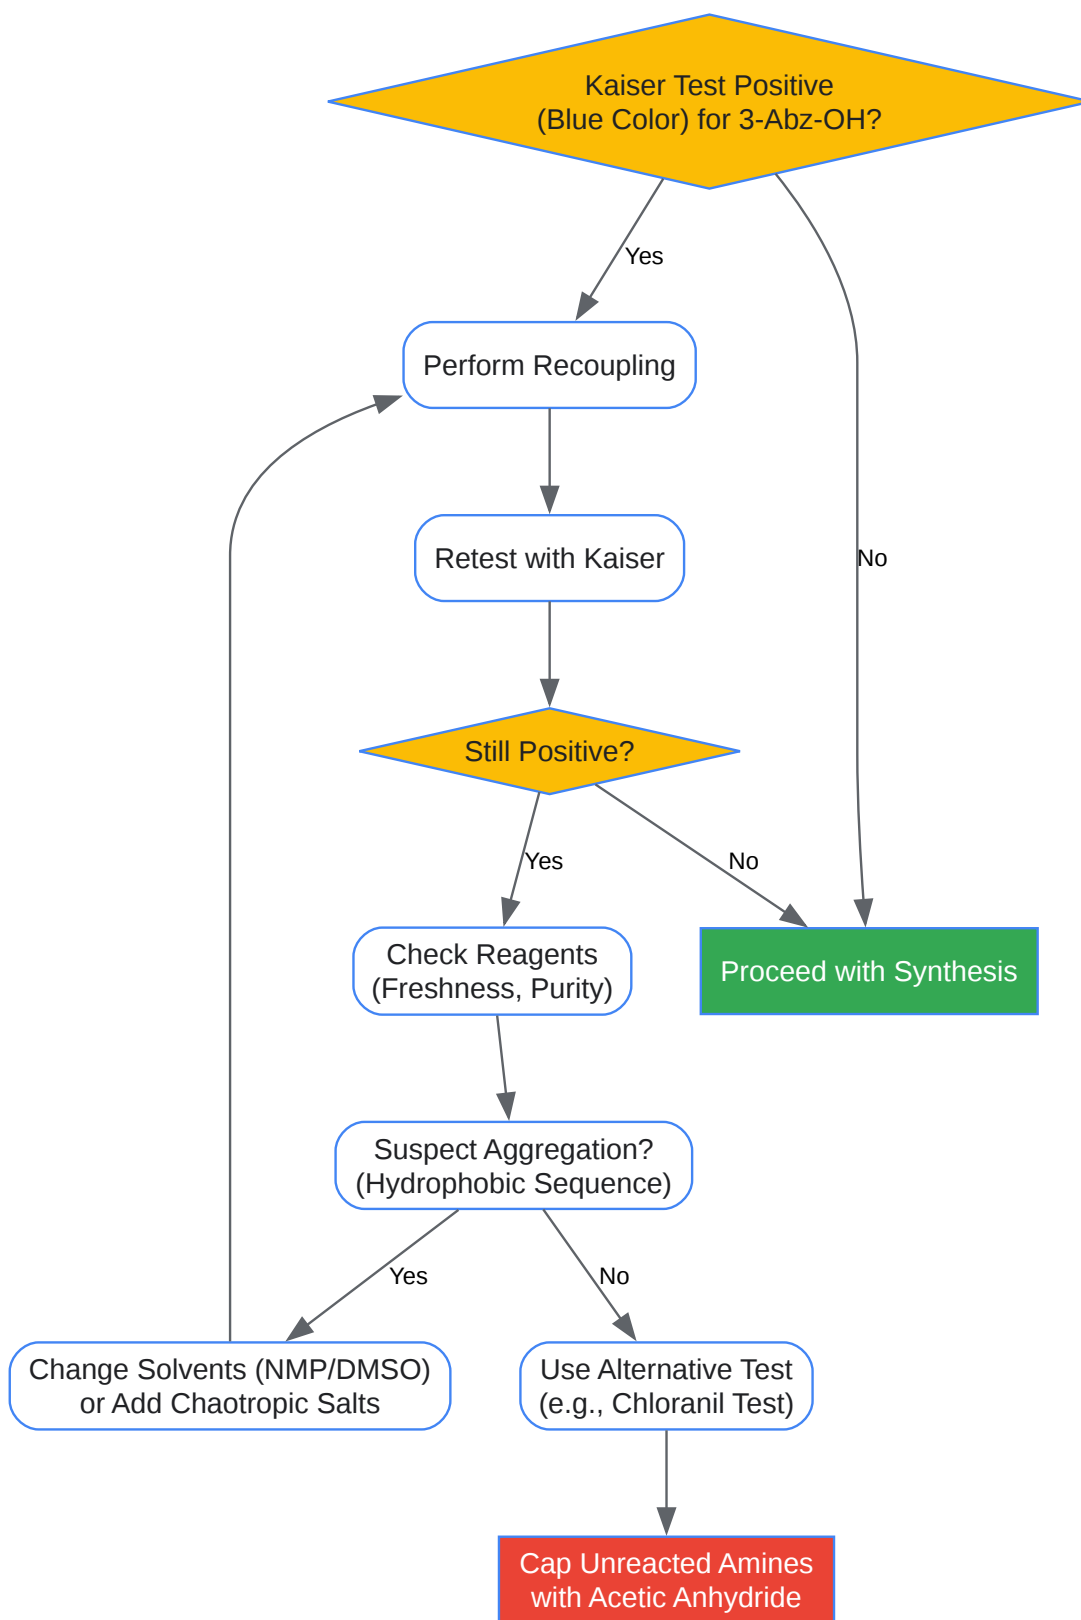 Kaiser Test Positive
(Blue Color) for 3-Abz-OH?
Yes
Perform Recoupling
Retest with Kaiser
No
Still Positive?
Yes
No
Check Reagents
(Freshness, Purity)
Proceed with Synthesis
Suspect Aggregation?
(Hydrophobic Sequence)
Yes
No
Change Solvents (NMP/DMSO)
or Add Chaotropic Salts
Use Alternative Test
(e.g., Chloranil Test)
Cap Unreacted Amines
with Acetic Anhydride